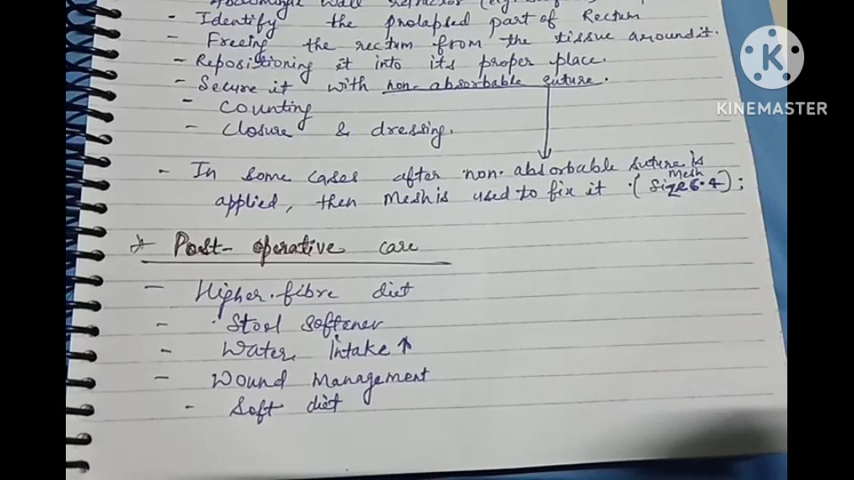 Abdominal wall retractor
- Identify the prolapsed part of Rectum
- Freeing the rectum from the tissue around it.
- Repositioning it into its proper place.
- Secure it with non-absorbable suture.
- Counting
- Closure & dressing.
- In some cases after non-absorbable suture is
applied, then Mesh is used to fix it. (Mesh size 6.4);
* Post-operative care
- Higher-fibre diet
- Stool softener
- Water Intake ↑
- Wound management
- Soft diet
K
KINEMASTER